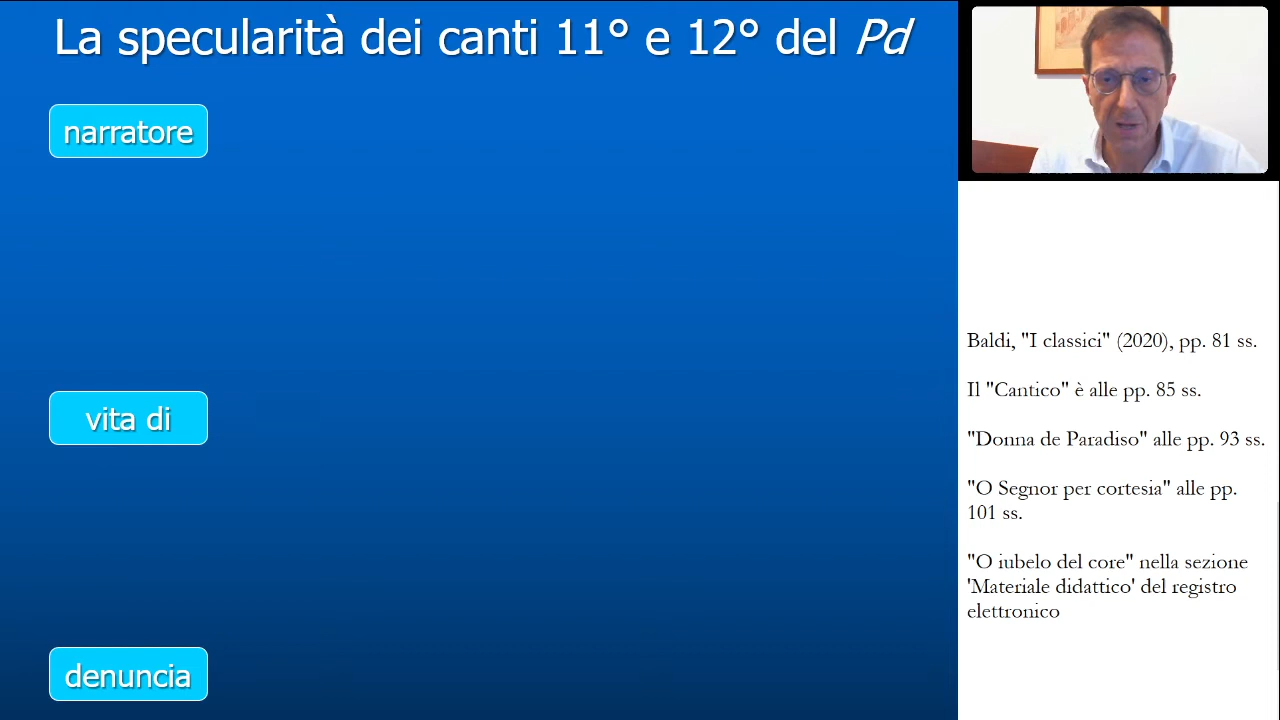 La specularità dei canti 11° e 12° del Pd
narratore
vita di
denuncia
Baldi, "I classici" (2020), pp. 81 ss.
Il "Cantico" è alle pp. 85 ss.
"Donna de Paradiso" alle pp. 93 ss.
"O Segnor per cortesia" alle pp.
101 ss.
"O iubelo del core" nella sezione
'Materiale didattico' del registro
elettronico